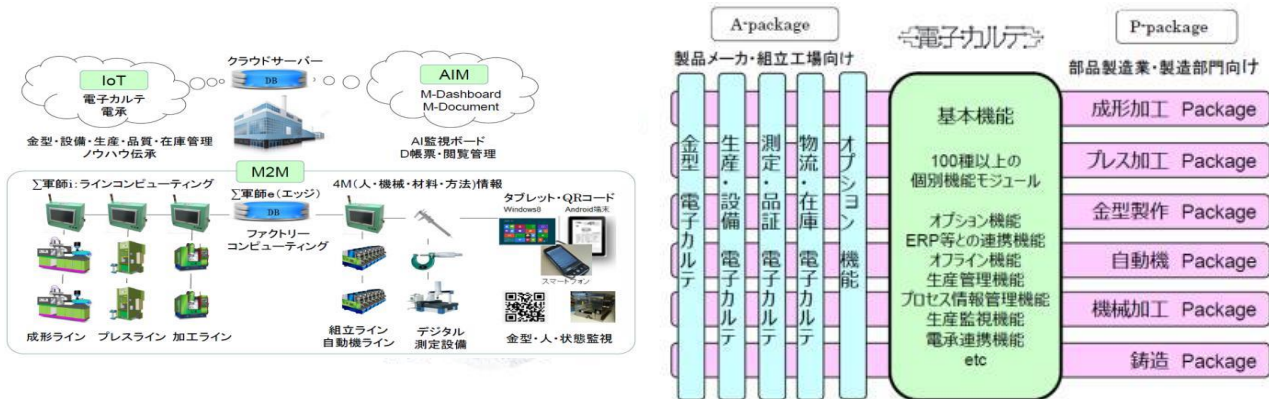 IoT
電子カルテ
電承
クラウドサーバー
DB
AIM
M-Dashboard
M-Document
金型・設備・生産・品質・在庫管理
ノウハウ伝承
AI監視ボード
D帳票・閲覧管理
M2M
∑軍師i:ラインコンピューティング
∑軍師e(エッジ)
DB
ファクトリー
コンピューティング
4M(人・機械・材料・方法)情報
タブレット・QRコード
Windows8
Android端末
スマートフォン
成形ライン
プレスライン
加工ライン
組立ライン
自動機ライン
デジタル
測定設備
金型・人・状態監視
A-package
製品メーカ・組立工場向け
金型 電子カルテ
生産・設備 電子カルテ
測定・品証 電子カルテ
物流・在庫 電子カルテ
オプション 機能
電子カルテ
基本機能
100種以上の
個別機能モジュール
オプション機能
ERP等との連携機能
オフライン機能
生産管理機能
プロセス情報管理機能
生産監視機能
電承連携機能
etc
P-package
部品製造業・製造部門向け
成形加工 Package
プレス加工 Package
金型製作 Package
自動機 Package
機械加工 Package
鋳造 Package